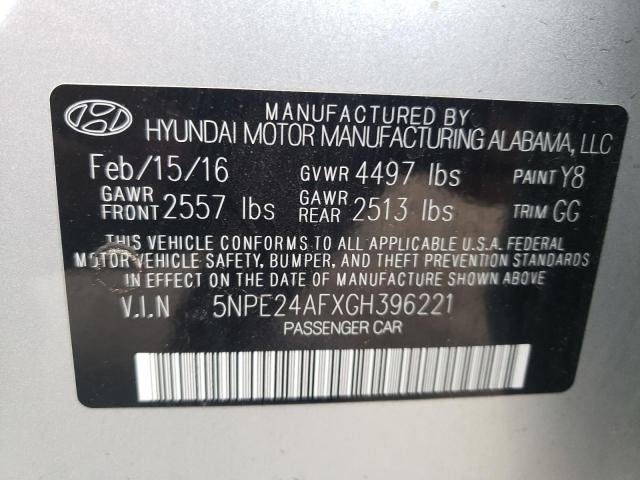 MANUFACTURED BY
HYUNDAI MOTOR MANUFACTURING ALABAMA, LLC
Feb/15/16 GVWR 4497 lbs PAINT Y8
GAWR FRONT 2557 lbs GAWR REAR 2513 lbs TRIM GG
THIS VEHICLE CONFORMS TO ALL APPLICABLE U.S.A. FEDERAL
MOTOR VEHICLE SAFETY, BUMPER, AND THEFT PREVENTION STANDARDS
IN EFFECT ON THE DATE OF MANUFACTURE SHOWN ABOVE.
V.I.N 5NPE24AFXGH396221
PASSENGER CAR